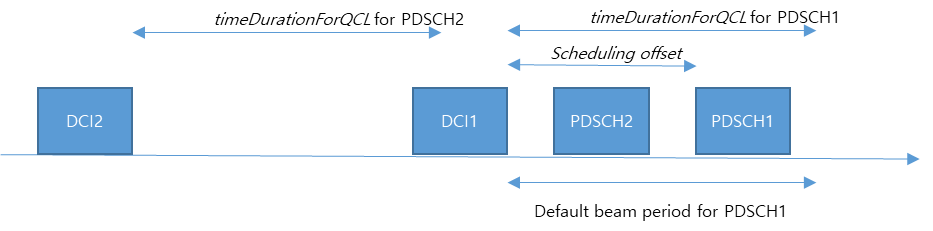 timeDurationForQCL for PDSCH2
timeDurationForQCL for PDSCH1
Scheduling offset
DCI2
DCI1
PDSCH2
PDSCH1
Default beam period for PDSCH1